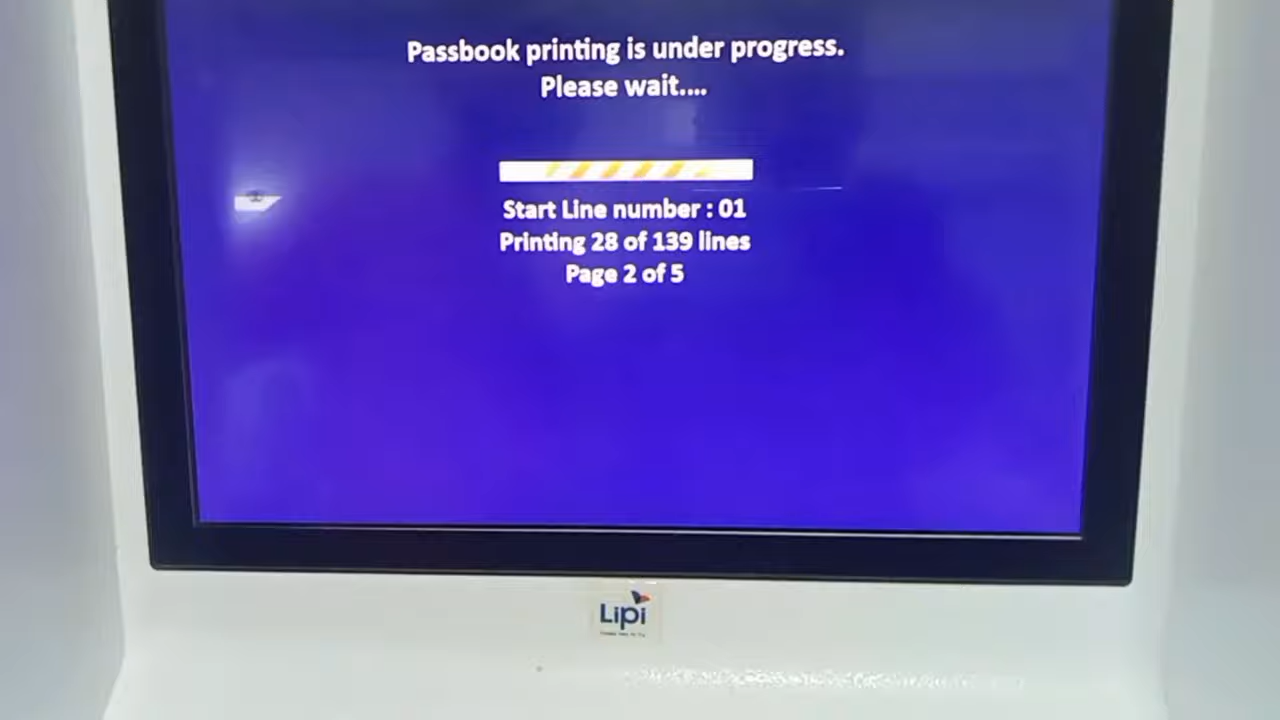 Passbook printing is under progress.
Please wait....
Start Line number : 01
Printing 28 of 139 lines
Page 2 of 5
Lipi